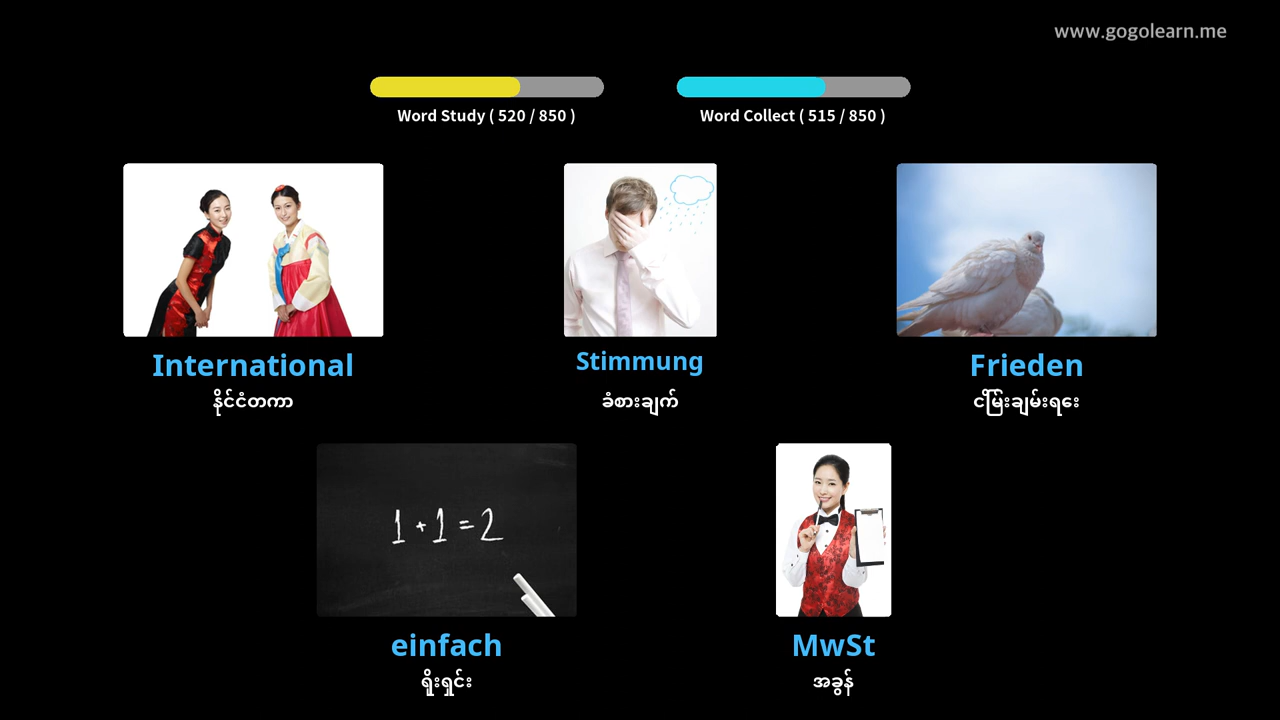 www.gogolearn.me
Word Study ( 520 / 850 )
Word Collect ( 515 / 850 )
International
နိုင်ငံတကာ
Stimmung
ခံစားချက်
Frieden
ငြိမ်းချမ်းရေး
1+1=2
einfach
ရိုးရှင်း
MwSt
အခွန်